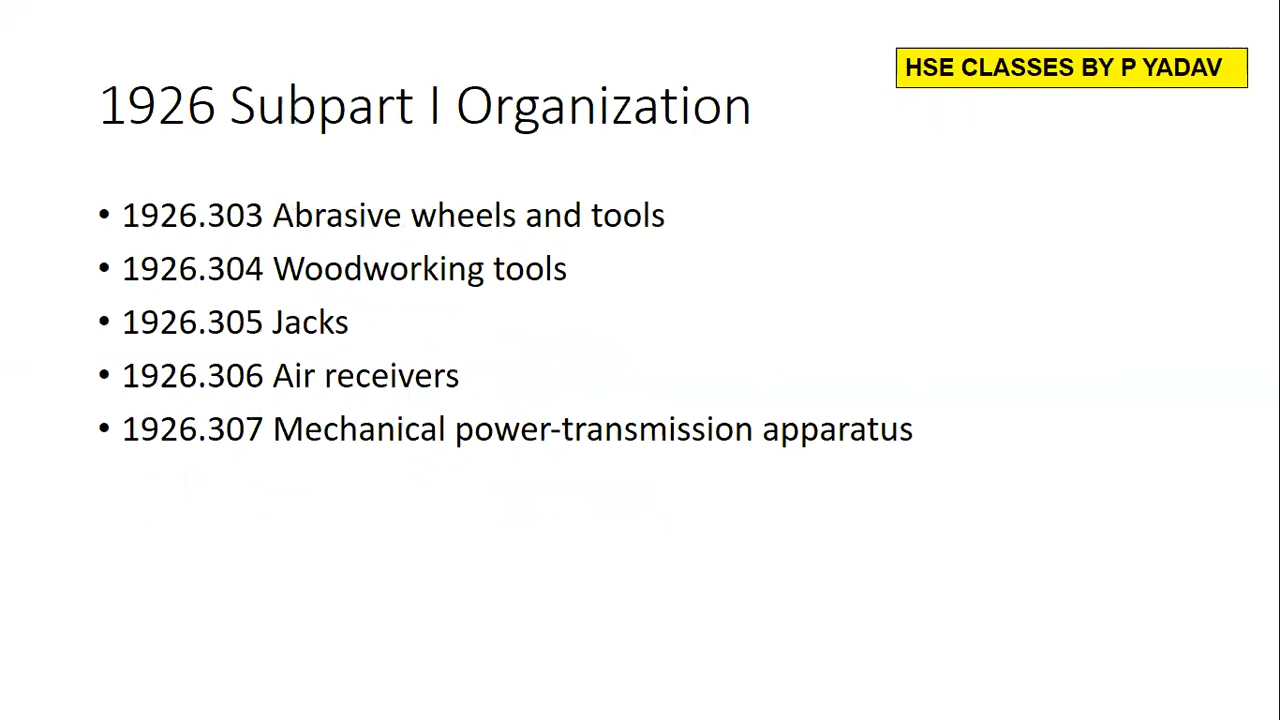 HSE CLASSES BY P YADAV
1926 Subpart I Organization
• 1926.303 Abrasive wheels and tools
• 1926.304 Woodworking tools
• 1926.305 Jacks
• 1926.306 Air receivers
• 1926.307 Mechanical power-transmission apparatus